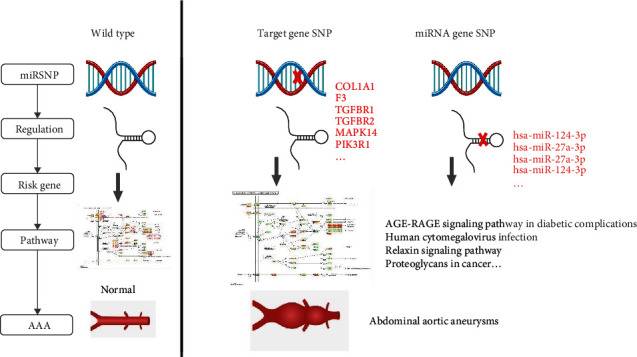 Wild type
Target gene SNP
miRNA gene SNP
miRSNP
Regulation
Risk gene
Pathway
AAA
COL1A1
F3
TGFBR1
TGFBR2
MAPK14
PIK3R1
...
hsa-miR-124-3p
hsa-miR-27a-3p
hsa-miR-27a-3p
hsa-miR-124-3p
...
AGE-RAGE signaling pathway in diabetic complications
Human cytomegalovirus infection
Relaxin signaling pathway
Proteoglycans in cancer...
Normal
Abdominal aortic aneurysms